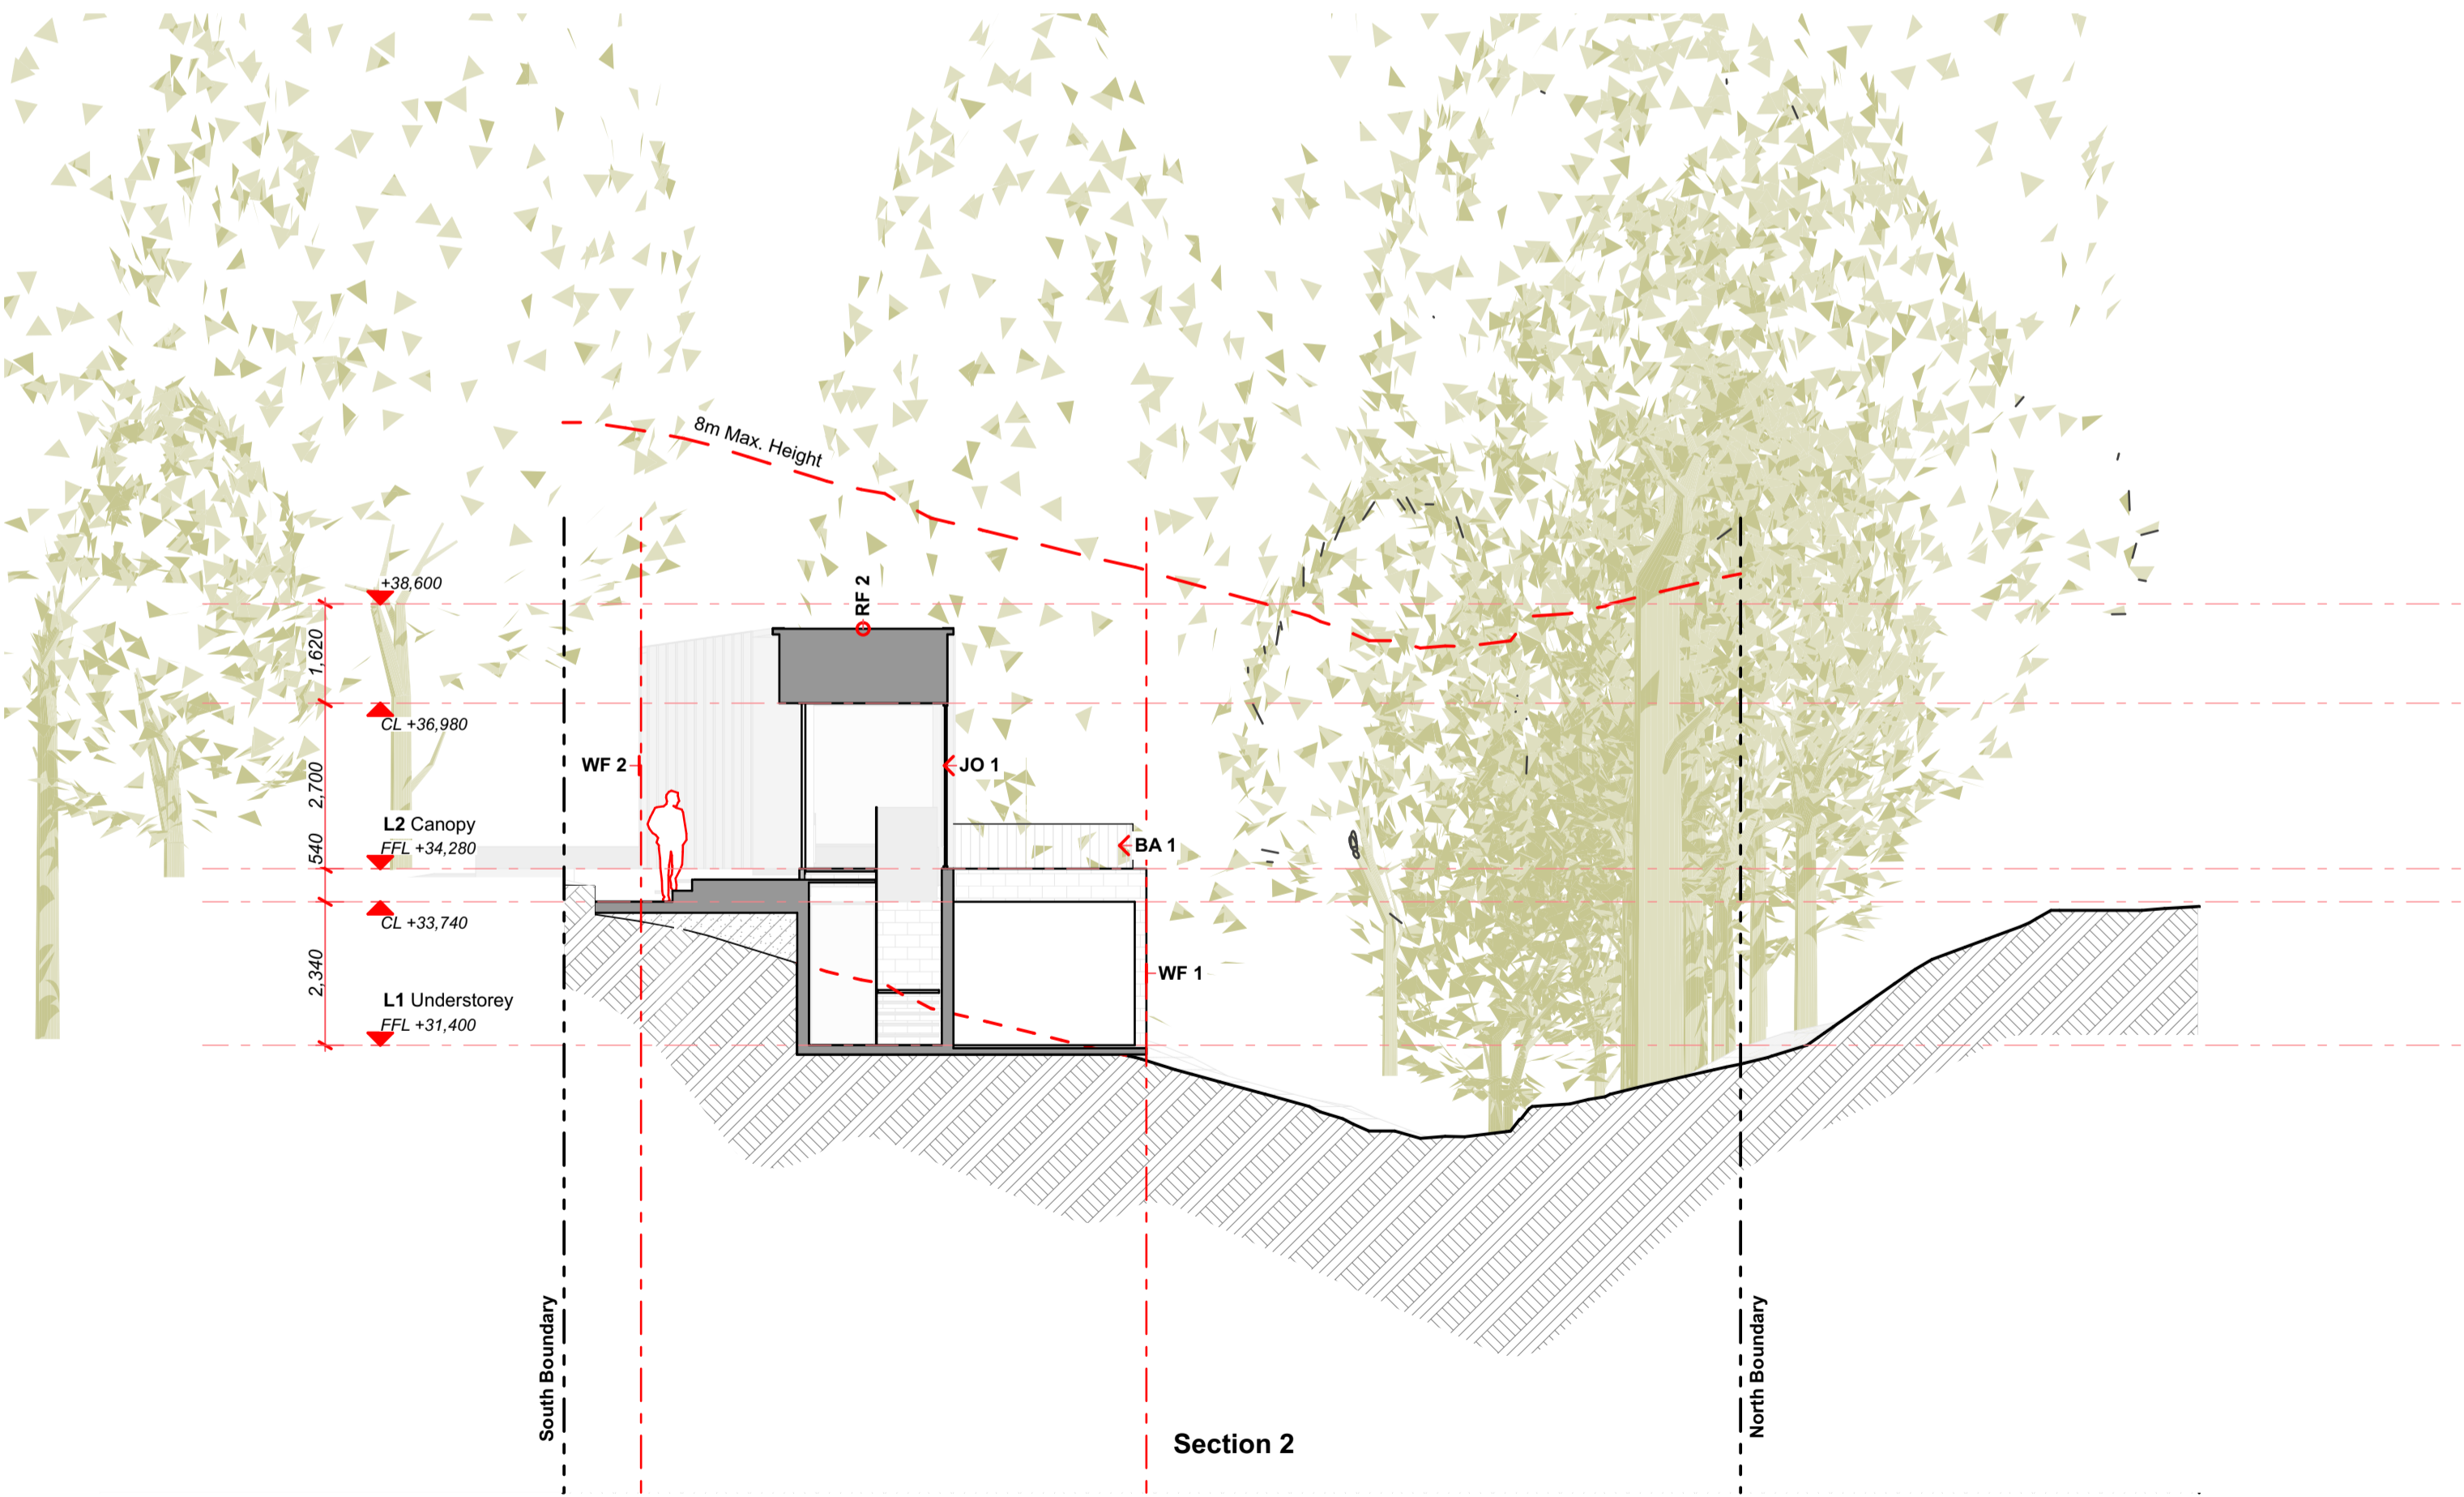 8m Max. Height
+38,600
RF 2
1,620
CL +36,980
WF 2
JO 1
2,700
L2 Canopy
FFL +34,280
BA 1
540
CL +33,740
2,340
WF 1
L1 Understorey
FFL +31,400
South Boundary
North Boundary
Section 2